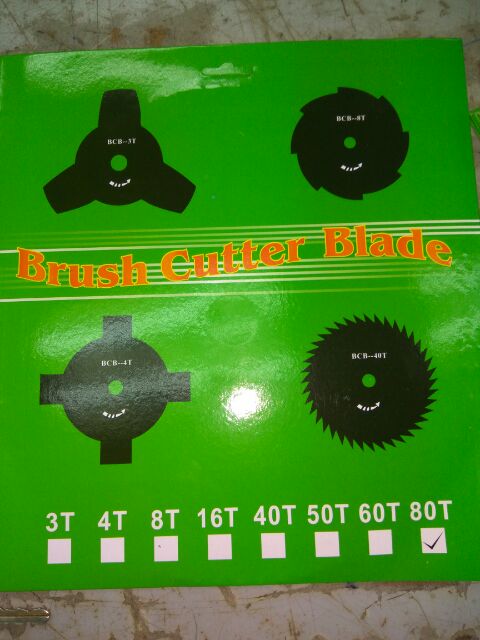 BCB--3T
BCB--8T
Brush Cutter Blade
BCB--4T
BCB--40T
3T 4T 8T 16T 40T 50T 60T 80T